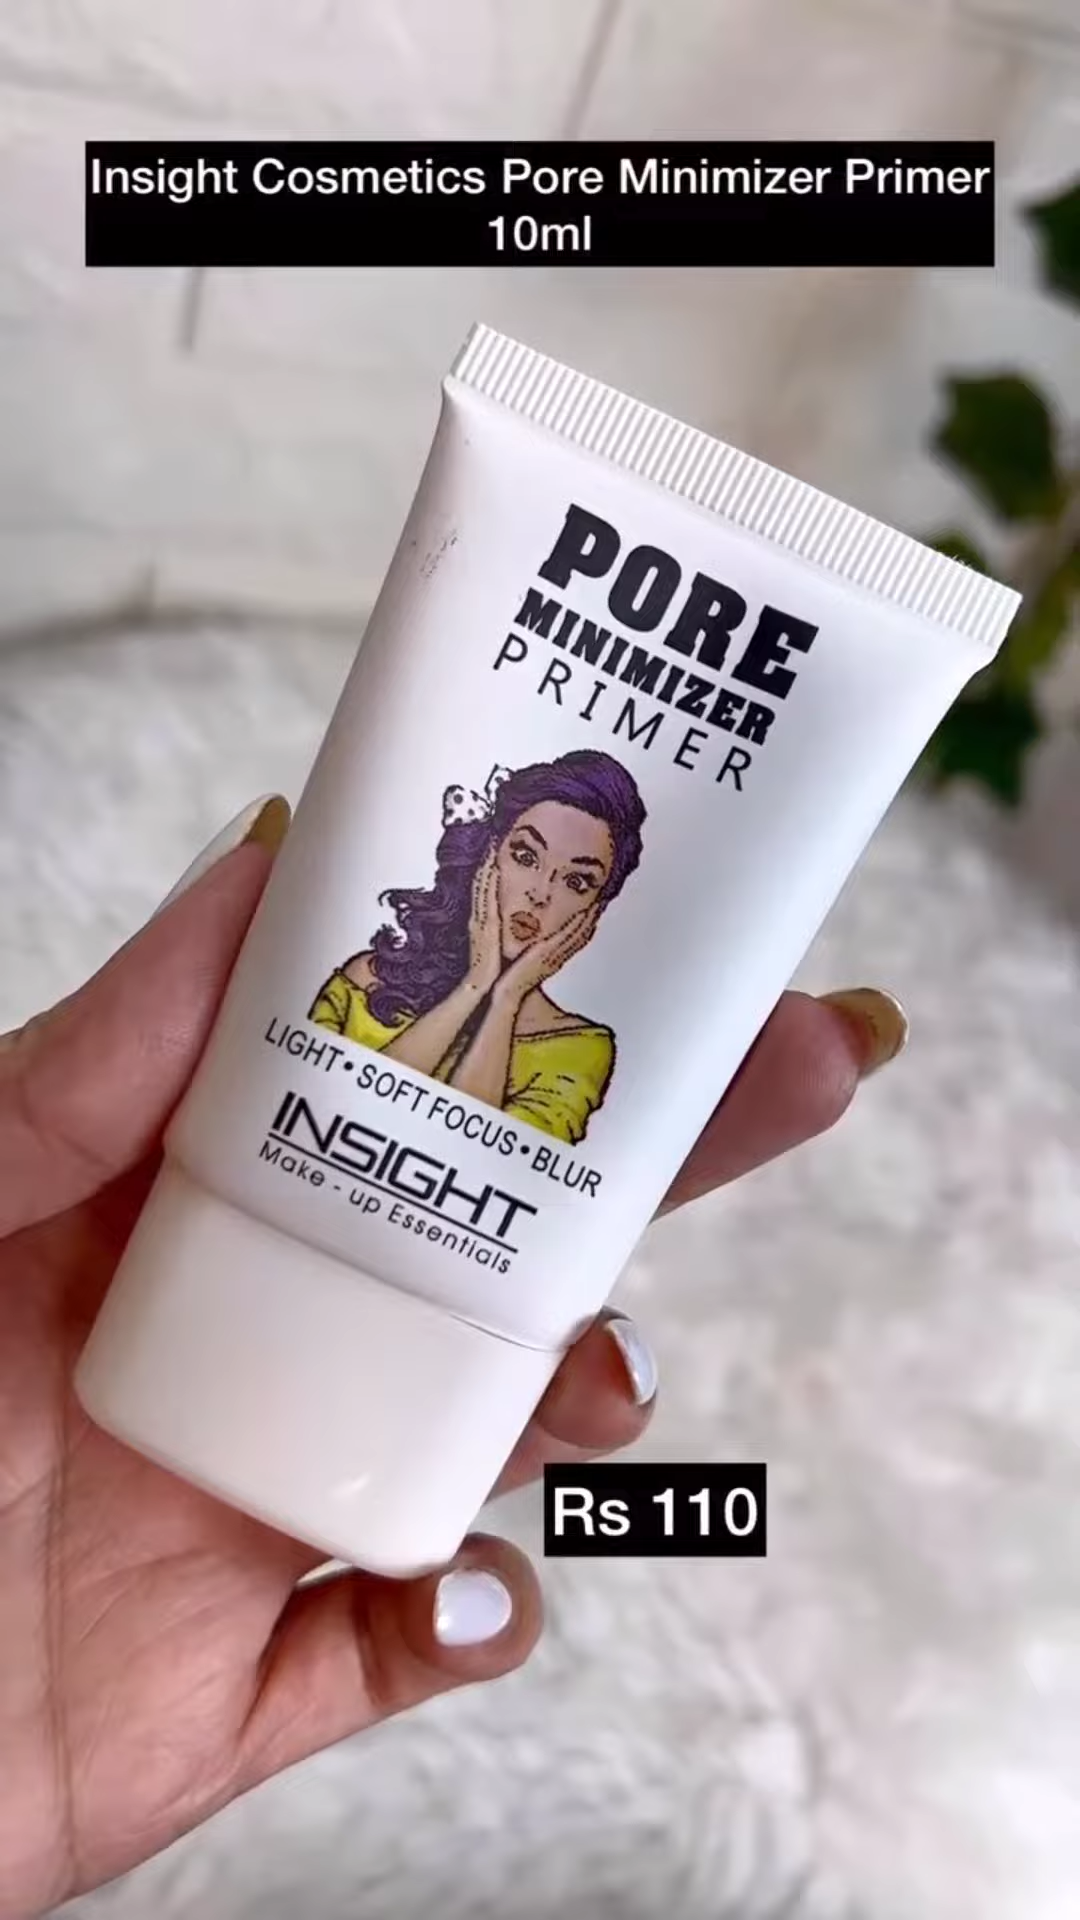 Insight Cosmetics Pore Minimizer Primer
10ml
PORE
MINIMIZER
PRIMER
LIGHT • SOFT FOCUS • BLUR
INSIGHT
Make - up Essentials
Rs 110